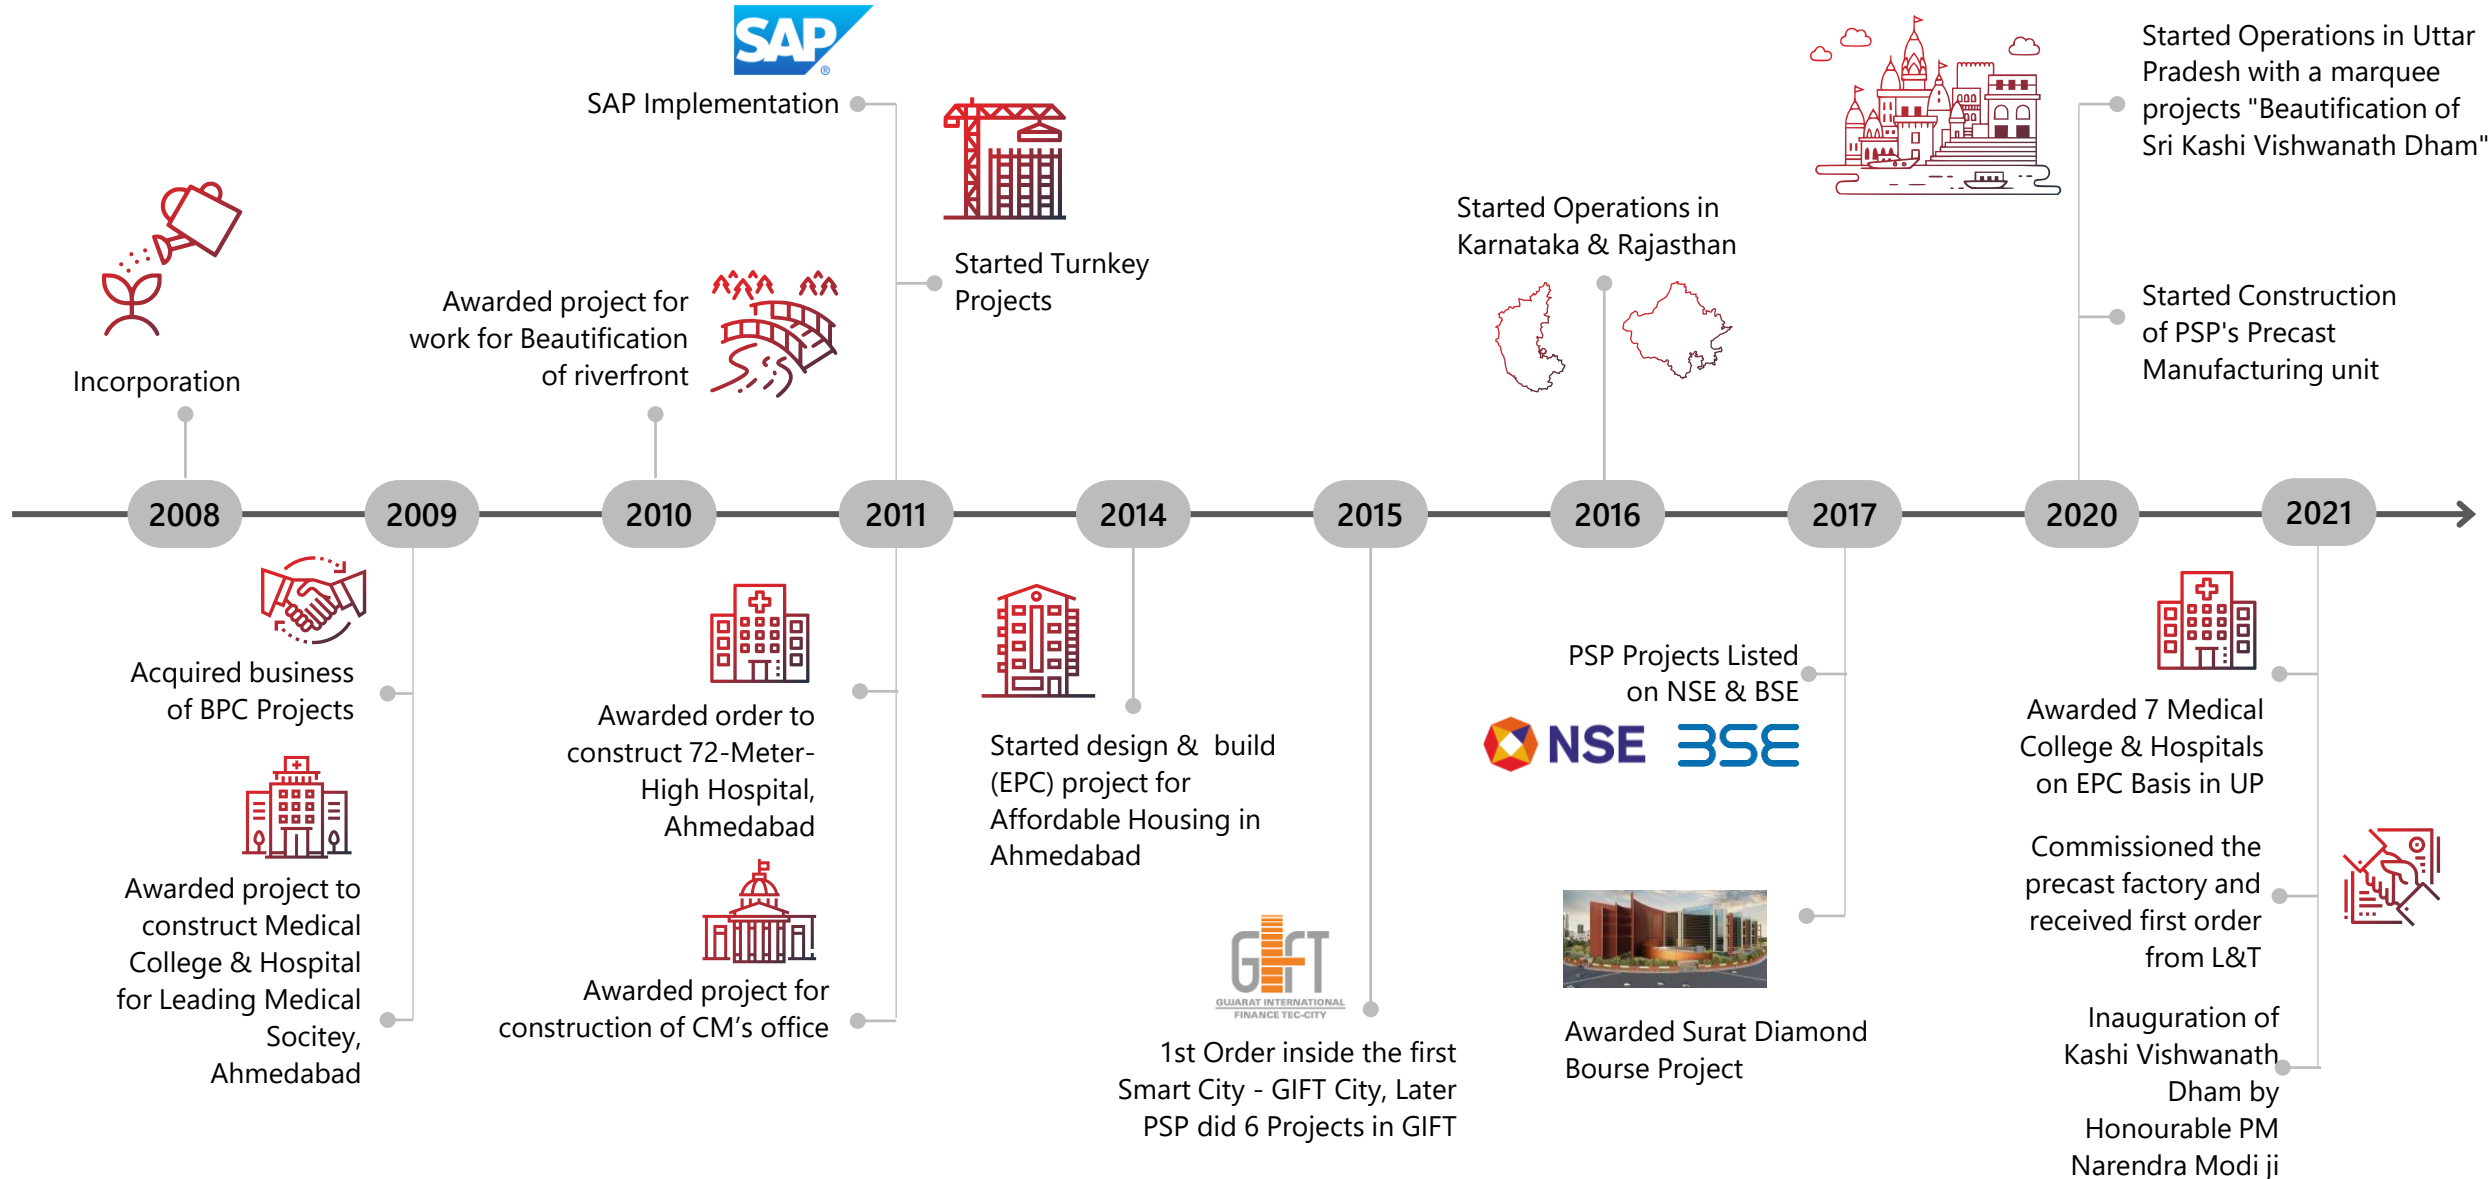 SAP
®
SAP Implementation
Started Turnkey
Projects
Incorporation
Awarded project for
work for Beautification
of riverfront
Started Operations in
Karnataka & Rajasthan
Started Operations in Uttar
Pradesh with a marquee
projects "Beautification of
Sri Kashi Vishwanath Dham"
Started Construction
of PSP's Precast
Manufacturing unit
2008
2009
2010
2011
2014
2015
2016
2017
2020
2021
Acquired business
of BPC Projects
Awarded project to
construct Medical
College & Hospital
for Leading Medical
Socitey,
Ahmedabad
Awarded order to
construct 72-Meter-
High Hospital,
Ahmedabad
Awarded project for
construction of CM’s office
Started design &  build
(EPC) project for
Affordable Housing in
Ahmedabad
GIFT
GUJARAT INTERNATIONAL
FINANCE TEC-CITY
1st Order inside the first
Smart City - GIFT City, Later
PSP did 6 Projects in GIFT
PSP Projects Listed
on NSE & BSE
NSE
BSE
Awarded Surat Diamond
Bourse Project
Awarded 7 Medical
College & Hospitals
on EPC Basis in UP
Commissioned the
precast factory and
received first order
from L&T
Inauguration of
Kashi Vishwanath
Dham by
Honourable PM
Narendra Modi ji